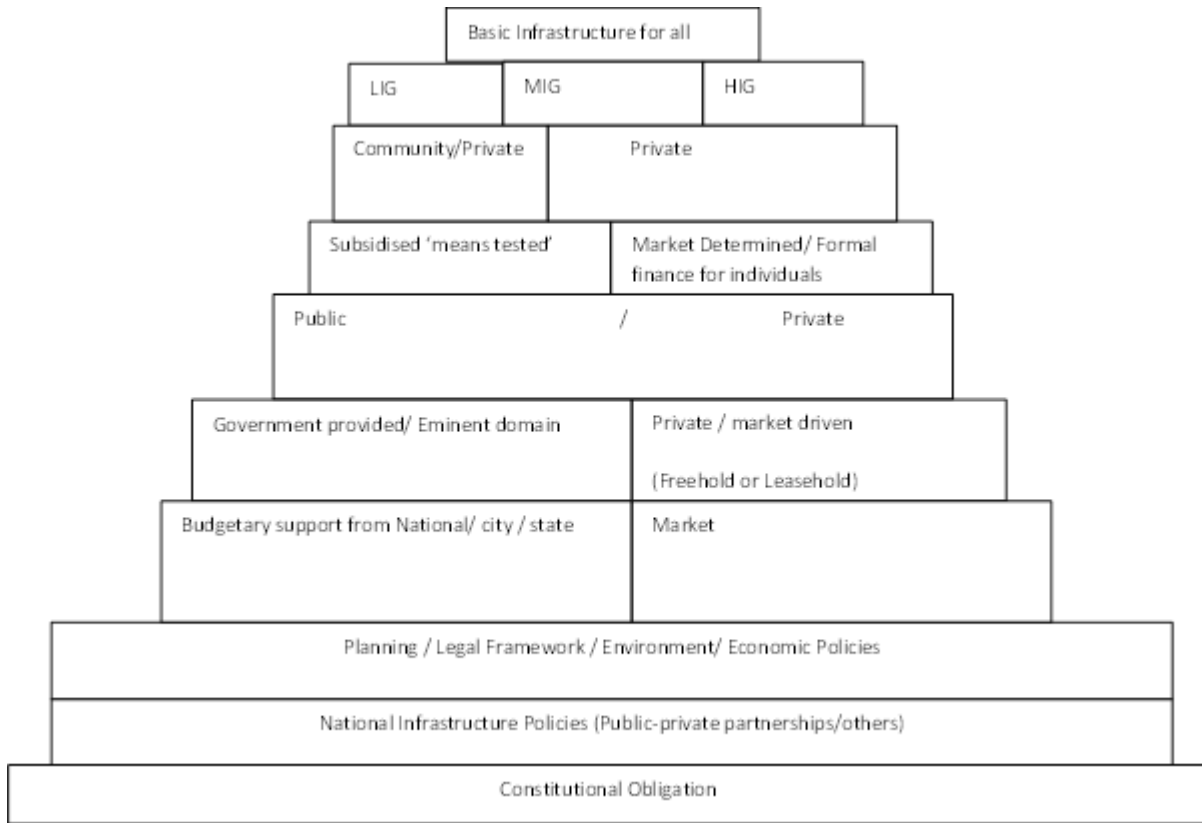 Basic Infrastructure for all
LIG
MIG
HIG
Community/Private
Private
Subsidised ‘means tested’
Market Determined/ Formal
finance for individuals
Public / Private
Government provided/ Eminent domain
Private / market driven
(Freehold or Leasehold)
Budgetary support from National/ city / state
Market
Planning / Legal Framework / Environment/ Economic Policies
National Infrastructure Policies (Public-private partnerships/others)
Constitutional Obligation